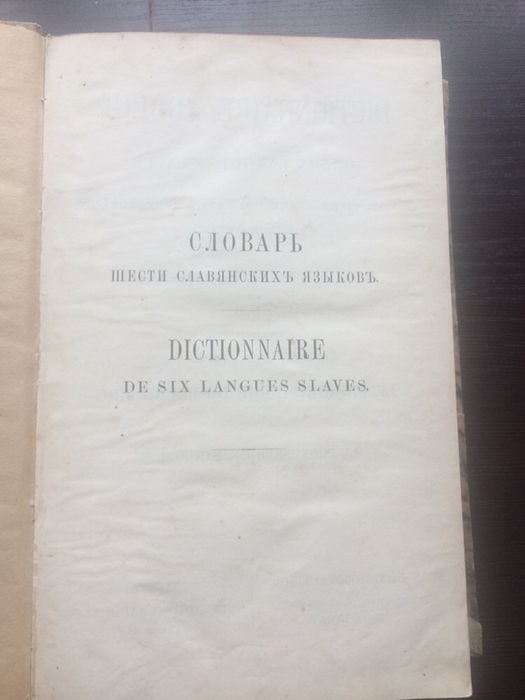 СЛОВАРЬ
ШЕСТИ СЛАВЯНСКИХЪ ЯЗЫКОВЪ.
DICTIONNAIRE
DE SIX LANGUES SLAVES.